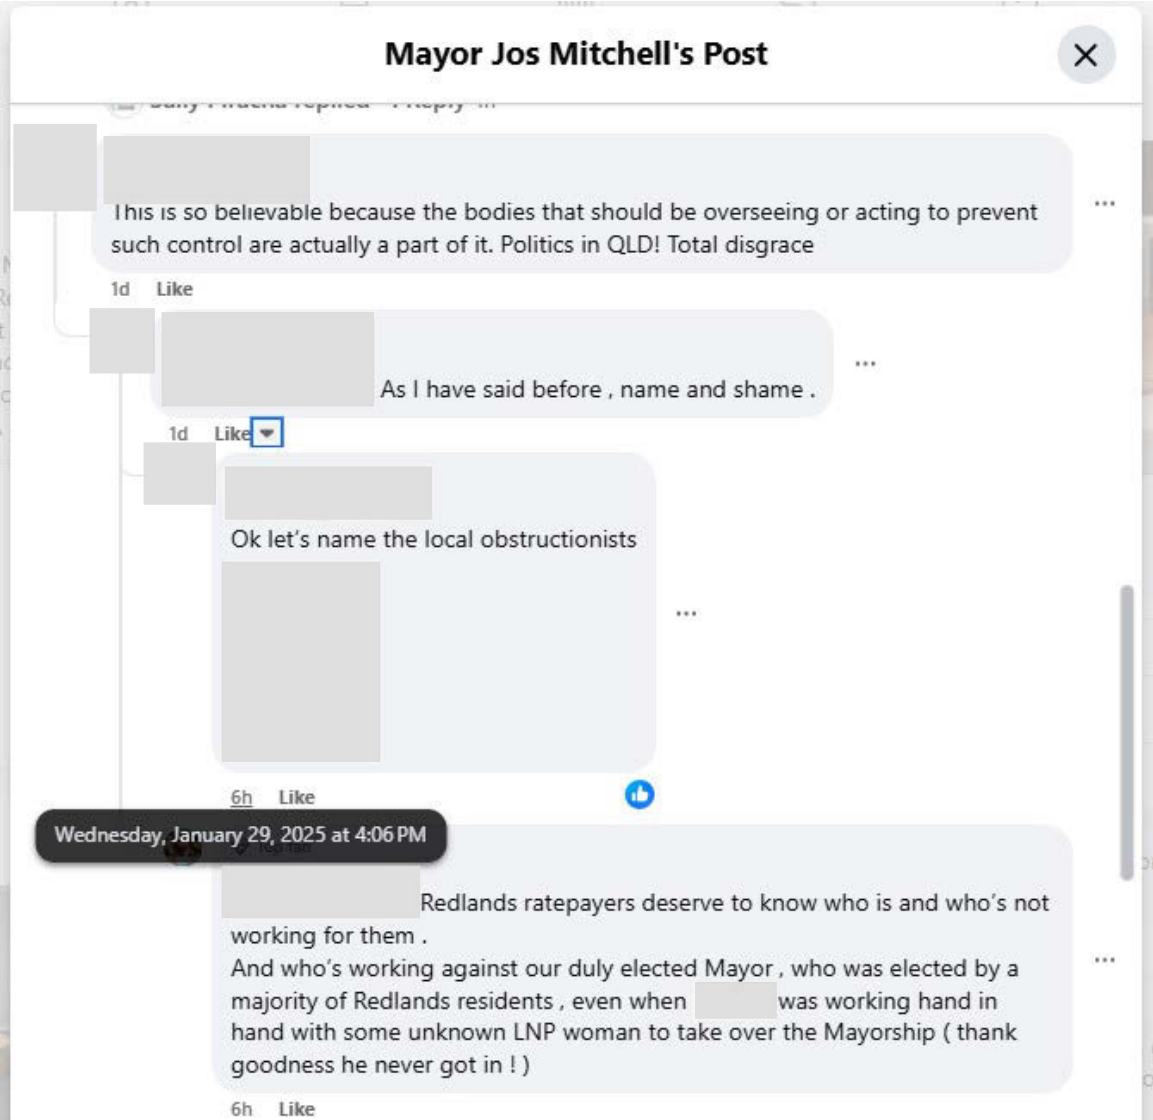 Mayor Jos Mitchell's Post
replied
Reply
This is so believable because the bodies that should be overseeing or acting to prevent
such control are actually a part of it. Politics in QLD! Total disgrace
1d Like
As I have said before , name and shame .
1d Like
Ok let's name the local obstructionists
6h Like
Wednesday, January 29, 2025 at 4:06 PM
Redlands ratepayers deserve to know who is and who's not
working for them .
And who's working against our duly elected Mayor , who was elected by a
majority of Redlands residents , even when was working hand in
hand with some unknown LNP woman to take over the Mayorship ( thank
goodness he never got in ! )
6h Like